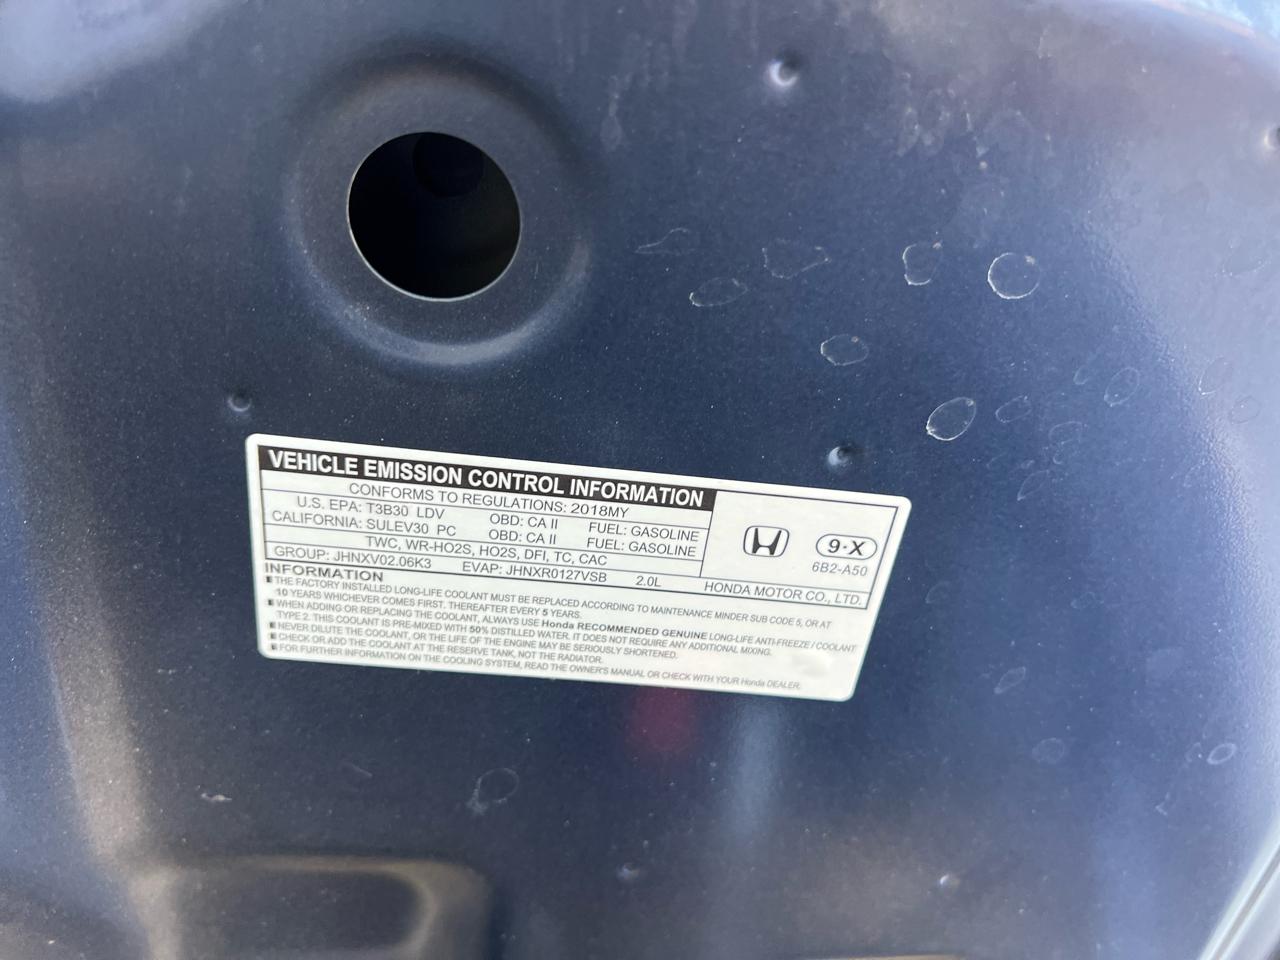 VEHICLE EMISSION CONTROL INFORMATION
CONFORMS TO REGULATIONS: 2018MY
U.S. EPA: T3B30 LDV OBD: CA II FUEL: GASOLINE
CALIFORNIA: SULEV30 PC OBD: CA II FUEL: GASOLINE
TWC, WR-HO2S, HO2S, DFI, TC, CAC
GROUP: JHNXV02.06K3 EVAP: JHNXR0127VSB 2.0L HONDA MOTOR CO., LTD.
9·X
6B2-A50
INFORMATION
■ THE FACTORY INSTALLED LONG-LIFE COOLANT MUST BE REPLACED ACCORDING TO MAINTENANCE MINDER SUB CODE 5, OR AT
10 YEARS WHICHEVER COMES FIRST. THEREAFTER EVERY 5 YEARS.
■ WHEN ADDING OR REPLACING THE COOLANT, ALWAYS USE Honda RECOMMENDED GENUINE LONG-LIFE ANTI-FREEZE / COOLANT
TYPE 2. THIS COOLANT IS PRE-MIXED WITH 50% DISTILLED WATER. IT DOES NOT REQUIRE ANY ADDITIONAL MIXING.
■ NEVER DILUTE THE COOLANT, OR THE LIFE OF THE ENGINE MAY BE SERIOUSLY SHORTENED.
■ CHECK OR ADD THE COOLANT AT THE RESERVE TANK, NOT THE RADIATOR.
■ FOR FURTHER INFORMATION ON THE COOLING SYSTEM, READ THE OWNER'S MANUAL OR CHECK WITH YOUR Honda DEALER.